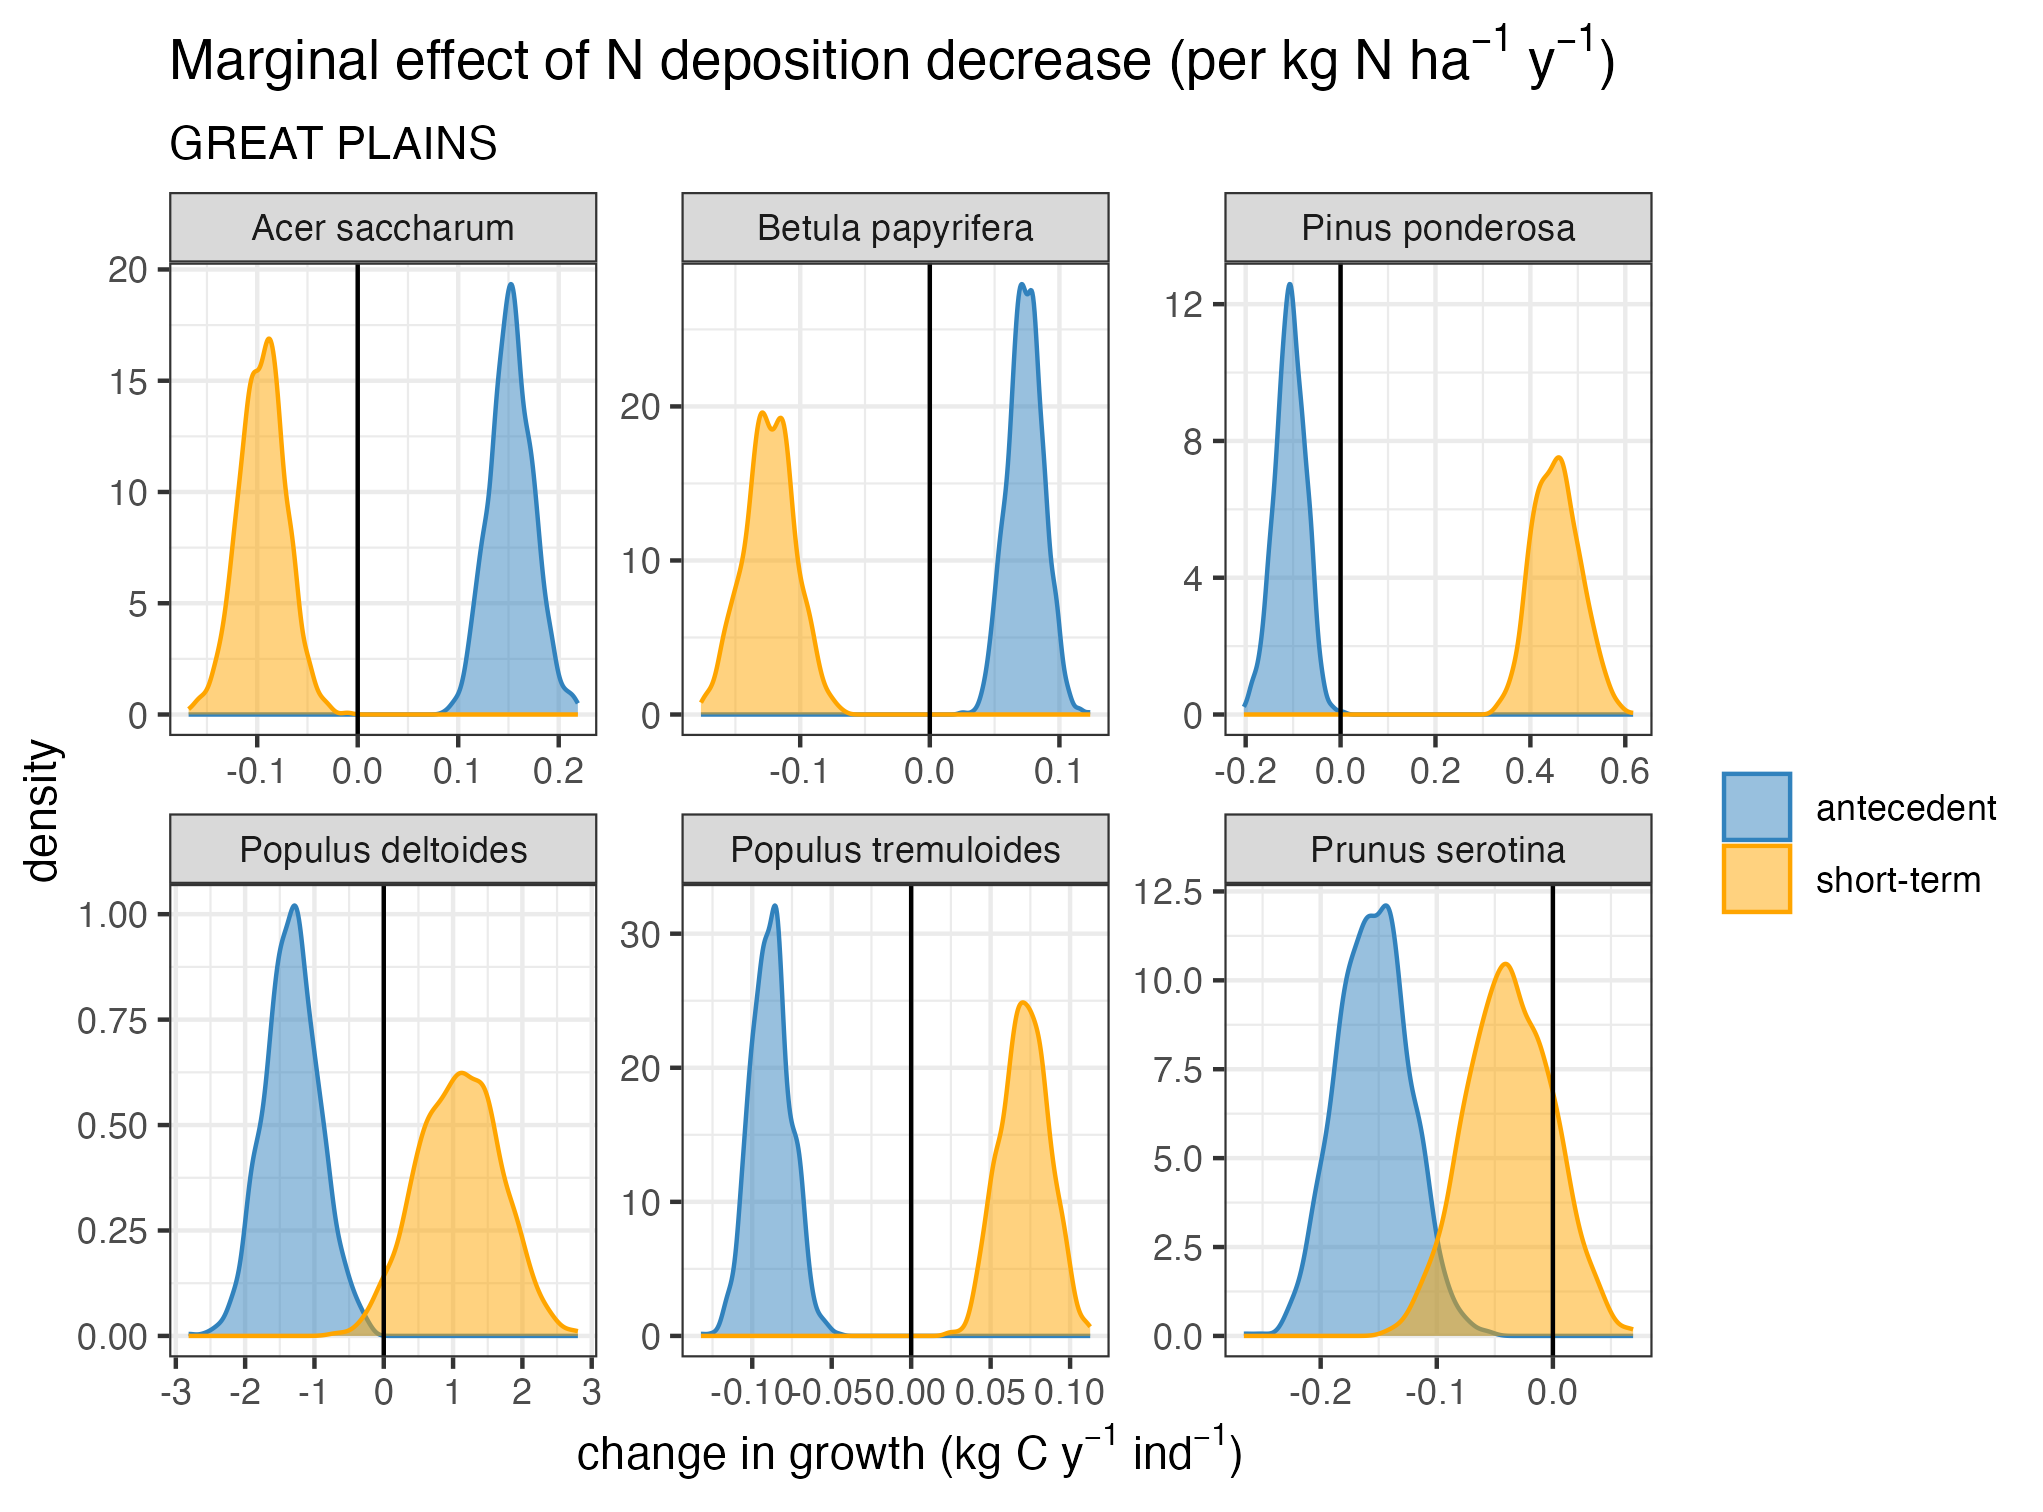 Marginal effect of N deposition decrease (per kg N ha⁻¹ y⁻¹)
GREAT PLAINS
Acer saccharum
Betula papyrifera
Pinus ponderosa
20
15
10
5
0
20
10
0
12
8
4
0
-0.1 0.0 0.1 0.2
-0.1 0.0 0.1
-0.2 0.0 0.2 0.4 0.6
density
antecedent
short-term
Populus deltoides
Populus tremuloides
Prunus serotina
1.00
0.75
0.50
0.25
0.00
30
20
10
0
12.5
10.0
7.5
5.0
2.5
0.0
-3 -2 -1 0 1 2 3
-0.10 -0.05 0.00 0.05 0.10
-0.2 -0.1 0.0
change in growth (kg C y⁻¹ ind⁻¹)